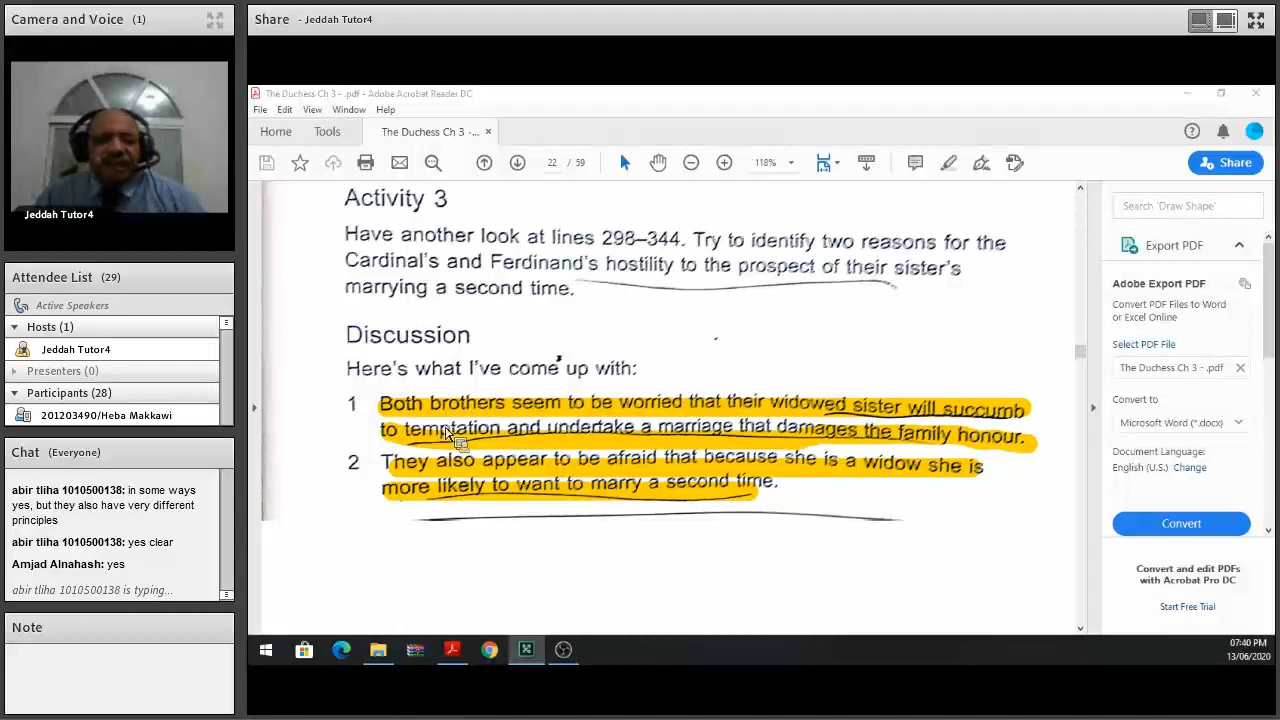 Camera and Voice (1)
Jeddah Tutor4
Attendee List (29)
Active Speakers
Hosts (1)
Jeddah Tutor4
Presenters (0)
Participants (28)
201203490/Heba Makkawi
Chat (Everyone)
abir tliha 1010500138: in some ways
yes, but they also have very different
principles
abir tliha 1010500138: yes clear
Amjad Alnahash: yes
abir tliha 1010500138 is typing...
Note
Share - Jeddah Tutor4
The Duchess Ch 3 - .pdf - Adobe Acrobat Reader DC
File Edit View Window Help
Home Tools The Duchess Ch 3 -... ×
22 / 59 118% Share
Activity 3
Have another look at lines 298–344. Try to identify two reasons for the
Cardinal's and Ferdinand's hostility to the prospect of their sister's
marrying a second time.
Discussion
Here's what I've come up with:
1 Both brothers seem to be worried that their widowed sister will succumb
to temptation and undertake a marriage that damages the family honour.
2 They also appear to be afraid that because she is a widow she is
more likely to want to marry a second time.
Search 'Draw Shape'
Export PDF
Adobe Export PDF
Convert PDF Files to Word
or Excel Online
Select PDF File
The Duchess Ch 3 - .pdf
Convert to
Microsoft Word (*.docx)
Document Language:
English (U.S.) Change
Convert
Convert and edit PDFs
with Acrobat Pro DC
Start Free Trial
07:40 PM
13/06/2020